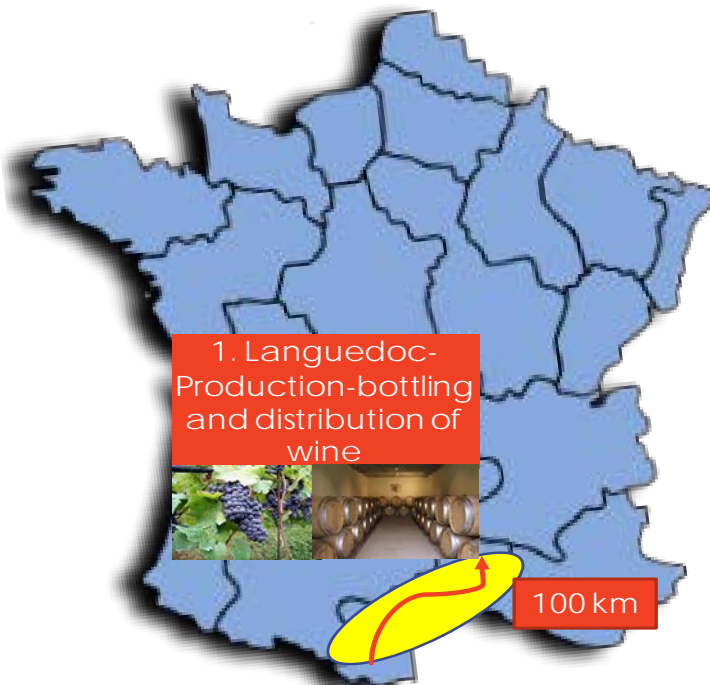 1. Languedoc-
Production-bottling
and distribution of
wine
100 km